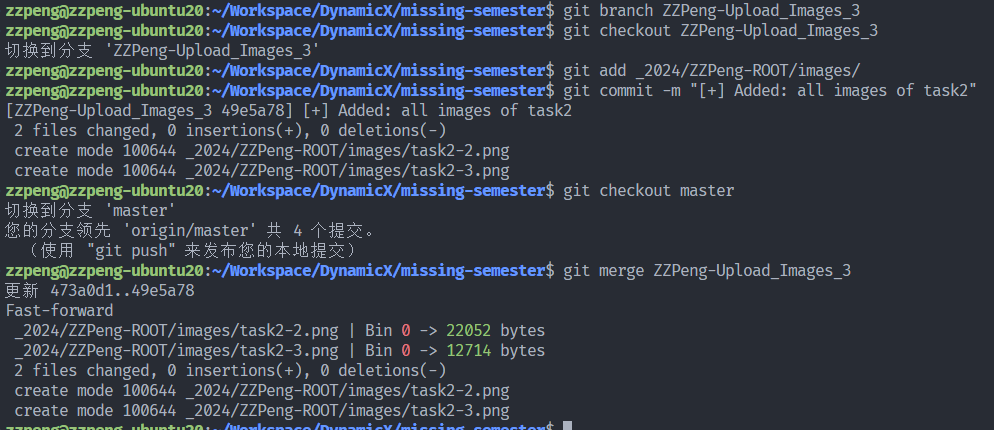 zzpeng@zzpeng-ubuntu20:~/Workspace/DynamicX/missing-semester$ git branch ZZPeng-Upload_Images_3
zzpeng@zzpeng-ubuntu20:~/Workspace/DynamicX/missing-semester$ git checkout ZZPeng-Upload_Images_3
切换到分支 'ZZPeng-Upload_Images_3'
zzpeng@zzpeng-ubuntu20:~/Workspace/DynamicX/missing-semester$ git add _2024/ZZPeng-ROOT/images/
zzpeng@zzpeng-ubuntu20:~/Workspace/DynamicX/missing-semester$ git commit -m "[+] Added: all images of task2"
[ZZPeng-Upload_Images_3 49e5a78] [+] Added: all images of task2
 2 files changed, 0 insertions(+), 0 deletions(-)
 create mode 100644 _2024/ZZPeng-ROOT/images/task2-2.png
 create mode 100644 _2024/ZZPeng-ROOT/images/task2-3.png
zzpeng@zzpeng-ubuntu20:~/Workspace/DynamicX/missing-semester$ git checkout master
切换到分支 'master'
您的分支领先 'origin/master' 共 4 个提交。
  （使用 "git push" 来发布您的本地提交）
zzpeng@zzpeng-ubuntu20:~/Workspace/DynamicX/missing-semester$ git merge ZZPeng-Upload_Images_3
更新 473a0d1..49e5a78
Fast-forward
 _2024/ZZPeng-ROOT/images/task2-2.png | Bin 0 -> 22052 bytes
 _2024/ZZPeng-ROOT/images/task2-3.png | Bin 0 -> 12714 bytes
 2 files changed, 0 insertions(+), 0 deletions(-)
 create mode 100644 _2024/ZZPeng-ROOT/images/task2-2.png
 create mode 100644 _2024/ZZPeng-ROOT/images/task2-3.png
zzpeng@zzpeng-ubuntu20:~/Workspace/DynamicX/missing-semester$